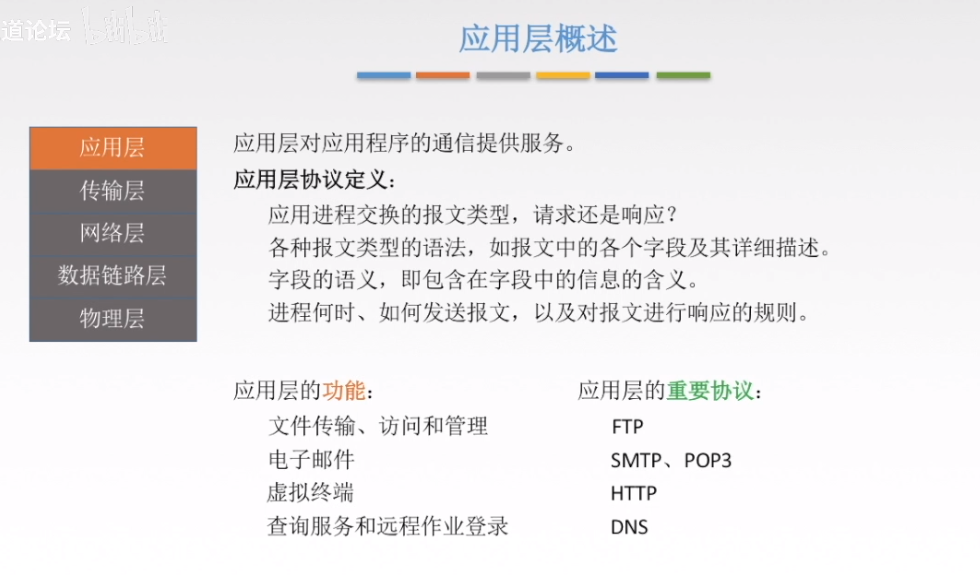 道论坛 bilibili
应用层概述
应用层
传输层
网络层
数据链路层
物理层
应用层对应用程序的通信提供服务。
应用层协议定义：
应用进程交换的报文类型，请求还是响应？
各种报文类型的语法，如报文中的各个字段及其详细描述。
字段的语义，即包含在字段中的信息的含义。
进程何时、如何发送报文，以及对报文进行响应的规则。
应用层的功能：
文件传输、访问和管理
电子邮件
虚拟终端
查询服务和远程作业登录
应用层的重要协议：
FTP
SMTP、POP3
HTTP
DNS